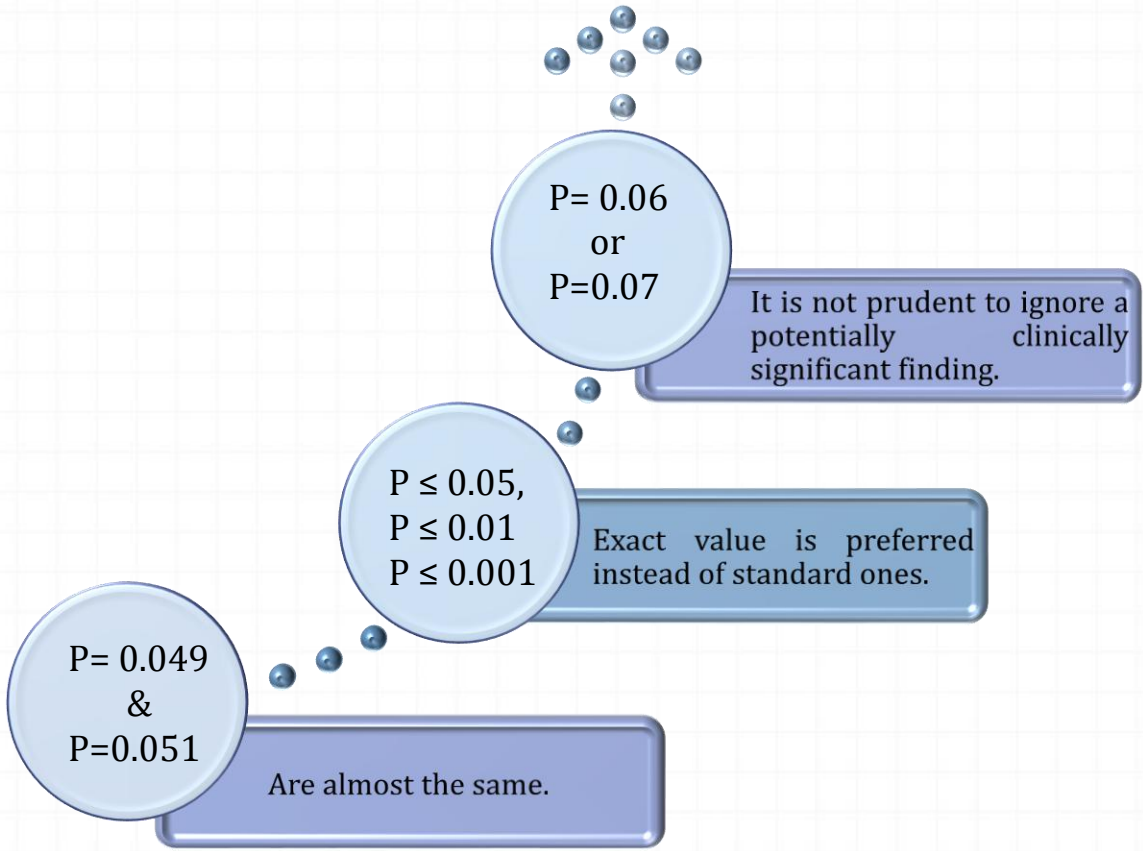 P= 0.06
or
P=0.07
It is not prudent to ignore a
potentially clinically
significant finding.
P ≤ 0.05,
P ≤ 0.01
P ≤ 0.001
Exact value is preferred
instead of standard ones.
P= 0.049
&
P=0.051
Are almost the same.